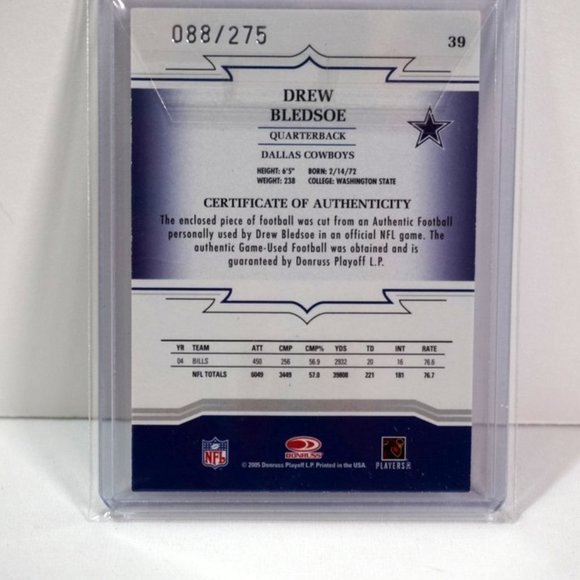 088/275
39
DREW
BLEDSOE
QUARTERBACK
DALLAS COWBOYS
HEIGHT: 6'5" BORN: 2/14/72
WEIGHT: 238 COLLEGE: WASHINGTON STATE
CERTIFICATE OF AUTHENTICITY
The enclosed piece of football was cut from an Authentic Football
personally used by Drew Bledsoe in an official NFL game. The
authentic Game-Used Football was obtained and is
guaranteed by Donruss Playoff L.P.
YR TEAM ATT CMP CMP% YDS TD INT RATE
04 BILLS 450 256 56.9 2932 20 16 76.6
NFL TOTALS 6049 3449 57.0 39808 221 181 76.7
NFL
DONRUSS
PLAYERS INC
© 2005 Donruss Playoff L.P. Printed in the USA.